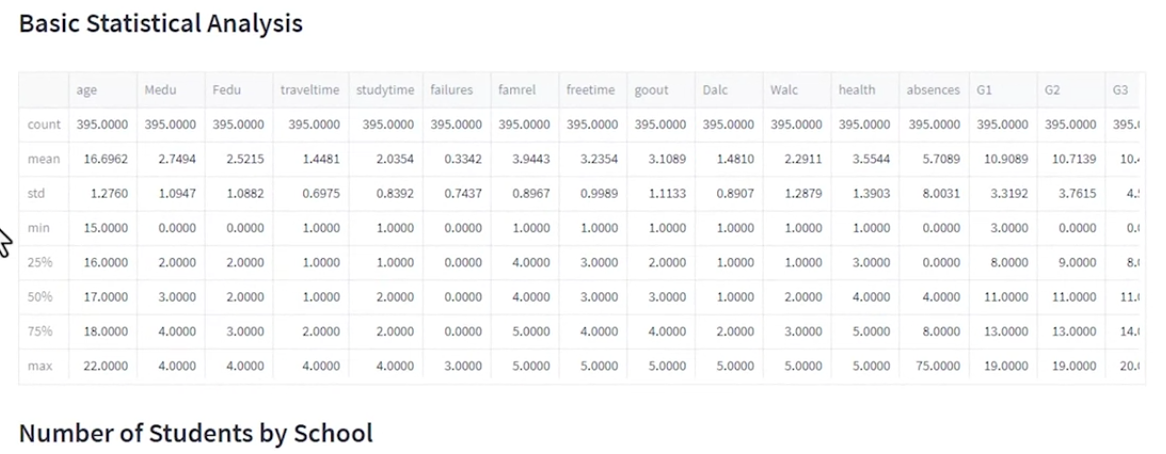 Basic Statistical Analysis
age Medu Fedu traveltime studytime failures famrel freetime goout Dalc Walc health absences G1 G2 G3
count 395.0000 395.0000 395.0000 395.0000 395.0000 395.0000 395.0000 395.0000 395.0000 395.0000 395.0000 395.0000 395.0000 395.0000 395.0000 395.
mean 16.6962 2.7494 2.5215 1.4481 2.0354 0.3342 3.9443 3.2354 3.1089 1.4810 2.2911 3.5544 5.7089 10.9089 10.7139 10.
std 1.2760 1.0947 1.0882 0.6975 0.8392 0.7437 0.8967 0.9989 1.1133 0.8907 1.2879 1.3903 8.0031 3.3192 3.7615 4.
min 15.0000 0.0000 0.0000 1.0000 1.0000 0.0000 1.0000 1.0000 1.0000 1.0000 1.0000 1.0000 0.0000 3.0000 0.0000 0.
25% 16.0000 2.0000 2.0000 1.0000 1.0000 0.0000 4.0000 3.0000 2.0000 1.0000 1.0000 3.0000 0.0000 8.0000 9.0000 8.
50% 17.0000 3.0000 2.0000 1.0000 2.0000 0.0000 4.0000 3.0000 3.0000 1.0000 2.0000 4.0000 4.0000 11.0000 11.0000 11.
75% 18.0000 4.0000 3.0000 2.0000 2.0000 0.0000 5.0000 4.0000 4.0000 2.0000 3.0000 5.0000 8.0000 13.0000 13.0000 14.
max 22.0000 4.0000 4.0000 4.0000 4.0000 3.0000 5.0000 5.0000 5.0000 5.0000 5.0000 5.0000 75.0000 19.0000 19.0000 20.
Number of Students by School